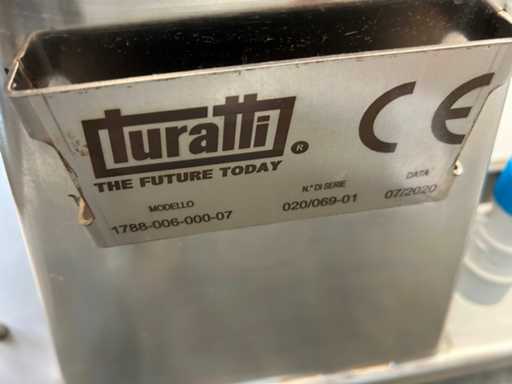 turatti ®
CE
THE FUTURE TODAY
MODELLO N.° DI SERIE DATA
1788-006-000-07 020/069-01 07/2020